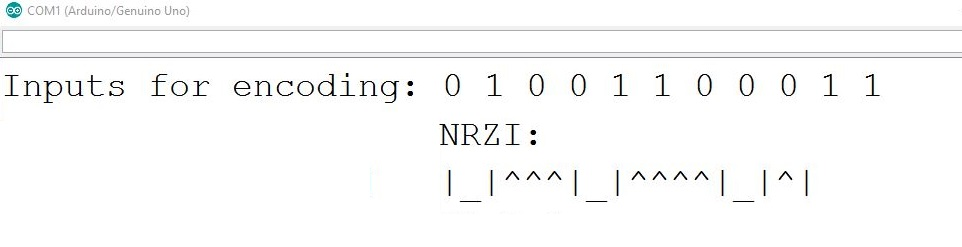 COM1 (Arduino/Genuino Uno)
Inputs for encoding: 0 1 0 0 1 1 0 0 0 1 1
NRZI:
|_|^^^|_|^^^^|_|^|